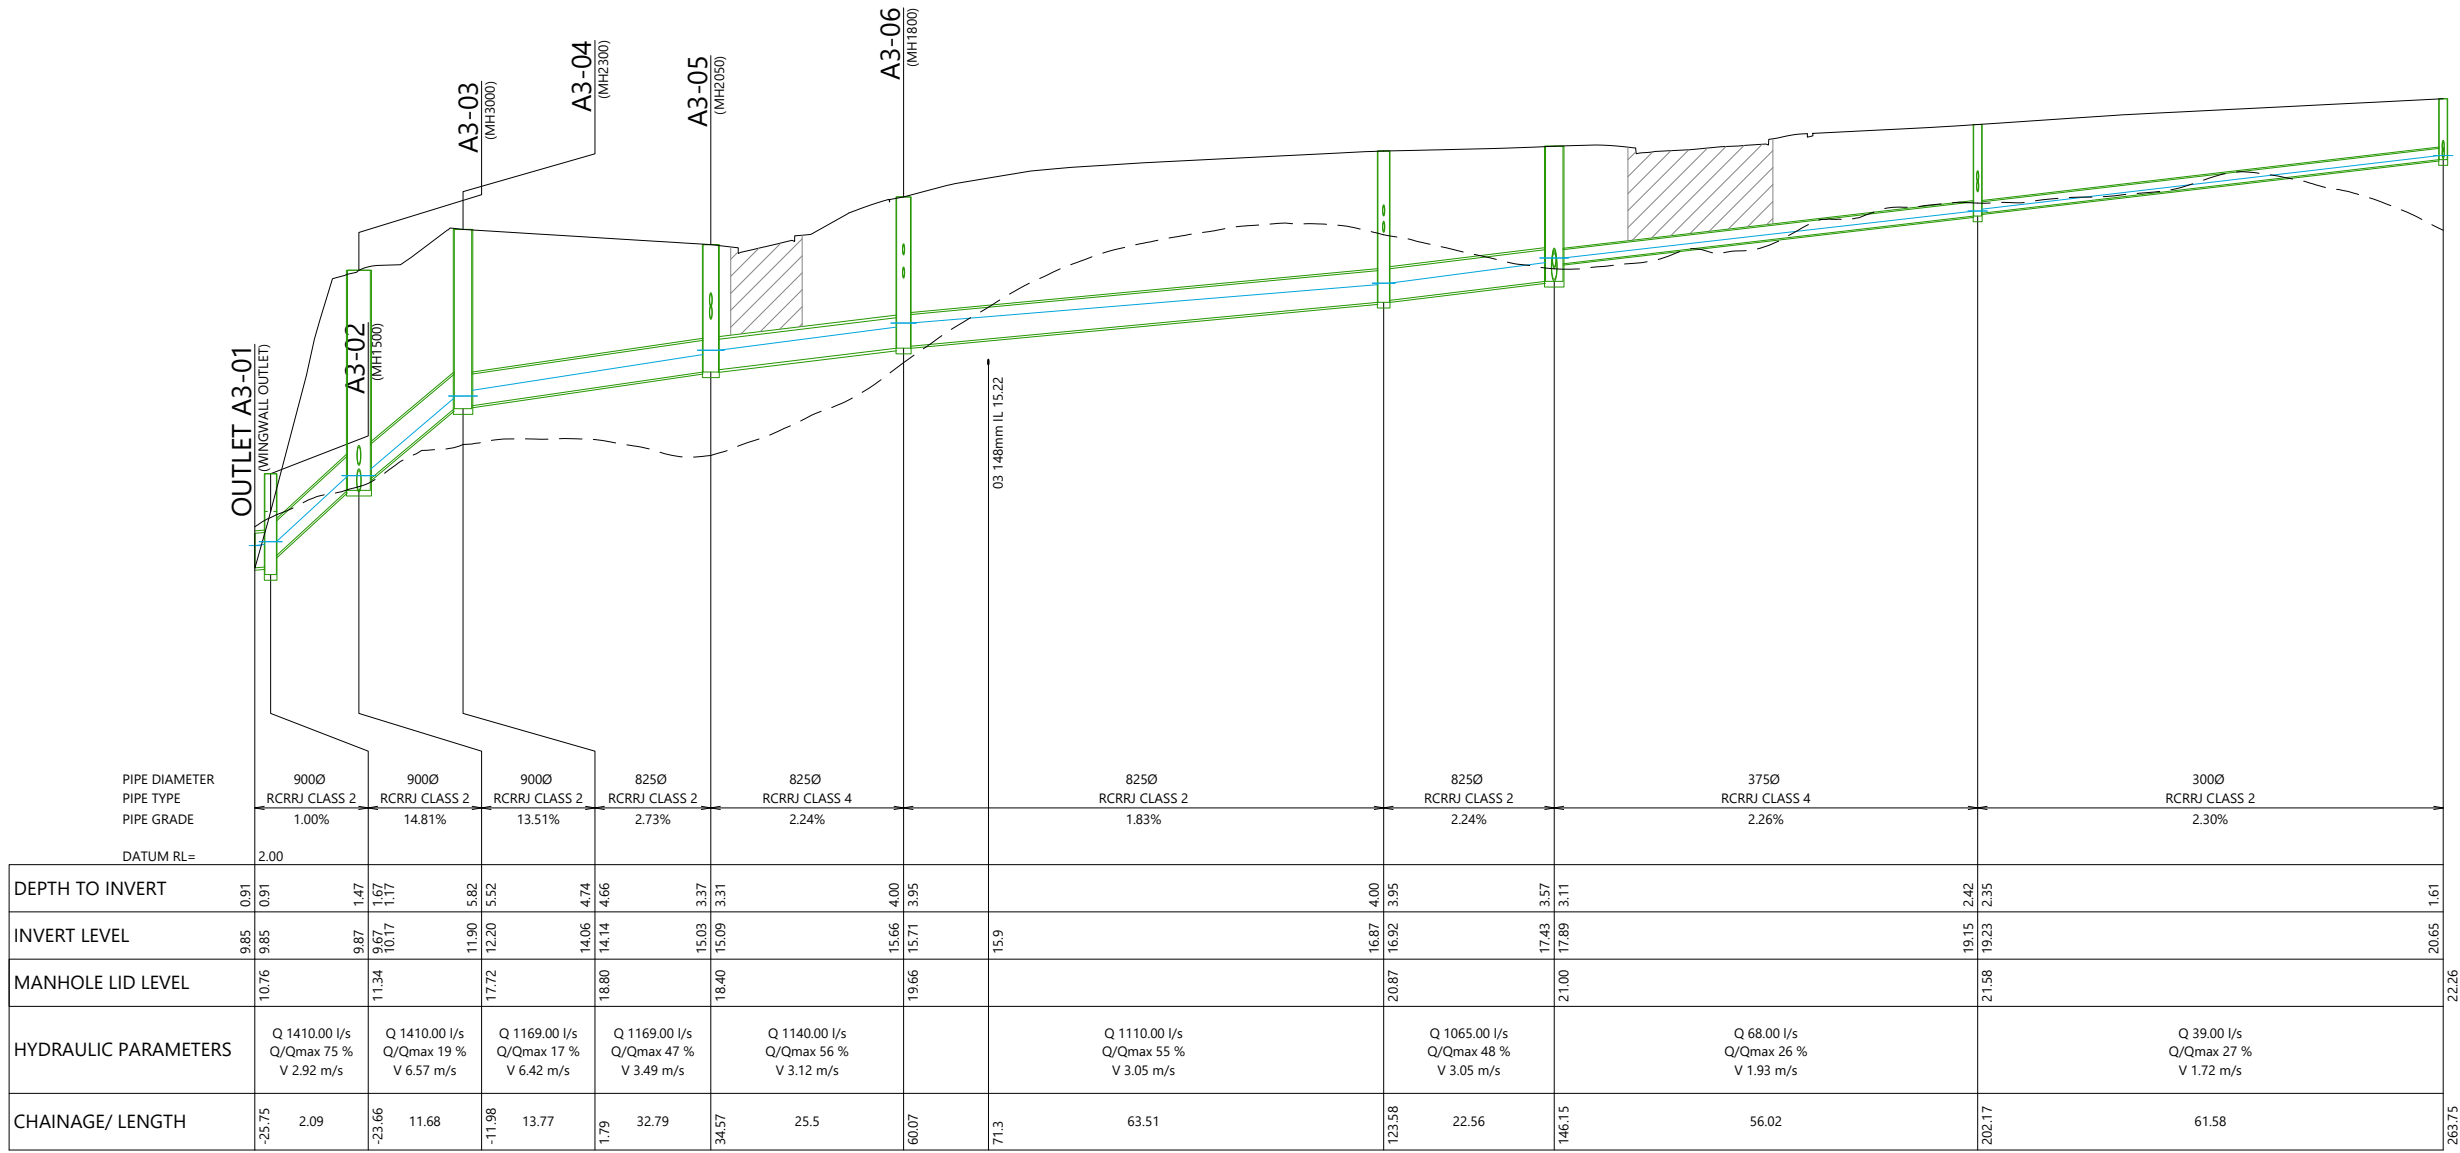 OUTLET A3-01
(WINGWALL OUTLET)
A3-02
(MH1500)
A3-03
(MH3000)
A3-04
(MH2300)
A3-05
(MH2050)
A3-06
(MH1800)
03 148mm IL 15.22
PIPE DIAMETER 900Ø 900Ø 900Ø 825Ø 825Ø 825Ø 825Ø 375Ø 300Ø
PIPE TYPE RCRRJ CLASS 2 RCRRJ CLASS 2 RCRRJ CLASS 2 RCRRJ CLASS 2 RCRRJ CLASS 4 RCRRJ CLASS 2 RCRRJ CLASS 2 RCRRJ CLASS 4 RCRRJ CLASS 2
PIPE GRADE 1.00% 14.81% 13.51% 2.73% 2.24% 1.83% 2.24% 2.26% 2.30%
DATUM RL= 2.00
DEPTH TO INVERT 0.91 0.91 1.47 1.67 1.17 5.82 5.52 4.74 4.66 3.37 3.31 4.00 3.95 4.00 3.95 3.57 3.11 2.42 2.35 1.61
INVERT LEVEL 9.85 9.85 9.87 9.67 10.17 11.90 12.20 14.06 14.14 15.03 15.09 15.66 15.71 15.9 16.87 16.92 17.43 17.89 19.15 19.23 20.65
MANHOLE LID LEVEL 10.76 11.34 17.72 18.80 18.40 19.66 20.87 21.00 21.58 22.26
HYDRAULIC PARAMETERS
Q 1410.00 l/s Q 1410.00 l/s Q 1169.00 l/s Q 1169.00 l/s Q 1140.00 l/s Q 1110.00 l/s Q 1065.00 l/s Q 68.00 l/s Q 39.00 l/s
Q/Qmax 75 % Q/Qmax 19 % Q/Qmax 17 % Q/Qmax 47 % Q/Qmax 56 % Q/Qmax 55 % Q/Qmax 48 % Q/Qmax 26 % Q/Qmax 27 %
V 2.92 m/s V 6.57 m/s V 6.42 m/s V 3.49 m/s V 3.12 m/s V 3.05 m/s V 3.05 m/s V 1.93 m/s V 1.72 m/s
CHAINAGE/ LENGTH -25.75 2.09 -23.66 11.68 -11.98 13.77 1.79 32.79 34.57 25.5 60.07 71.3 63.51 123.58 22.56 146.15 56.02 202.17 61.58 263.75